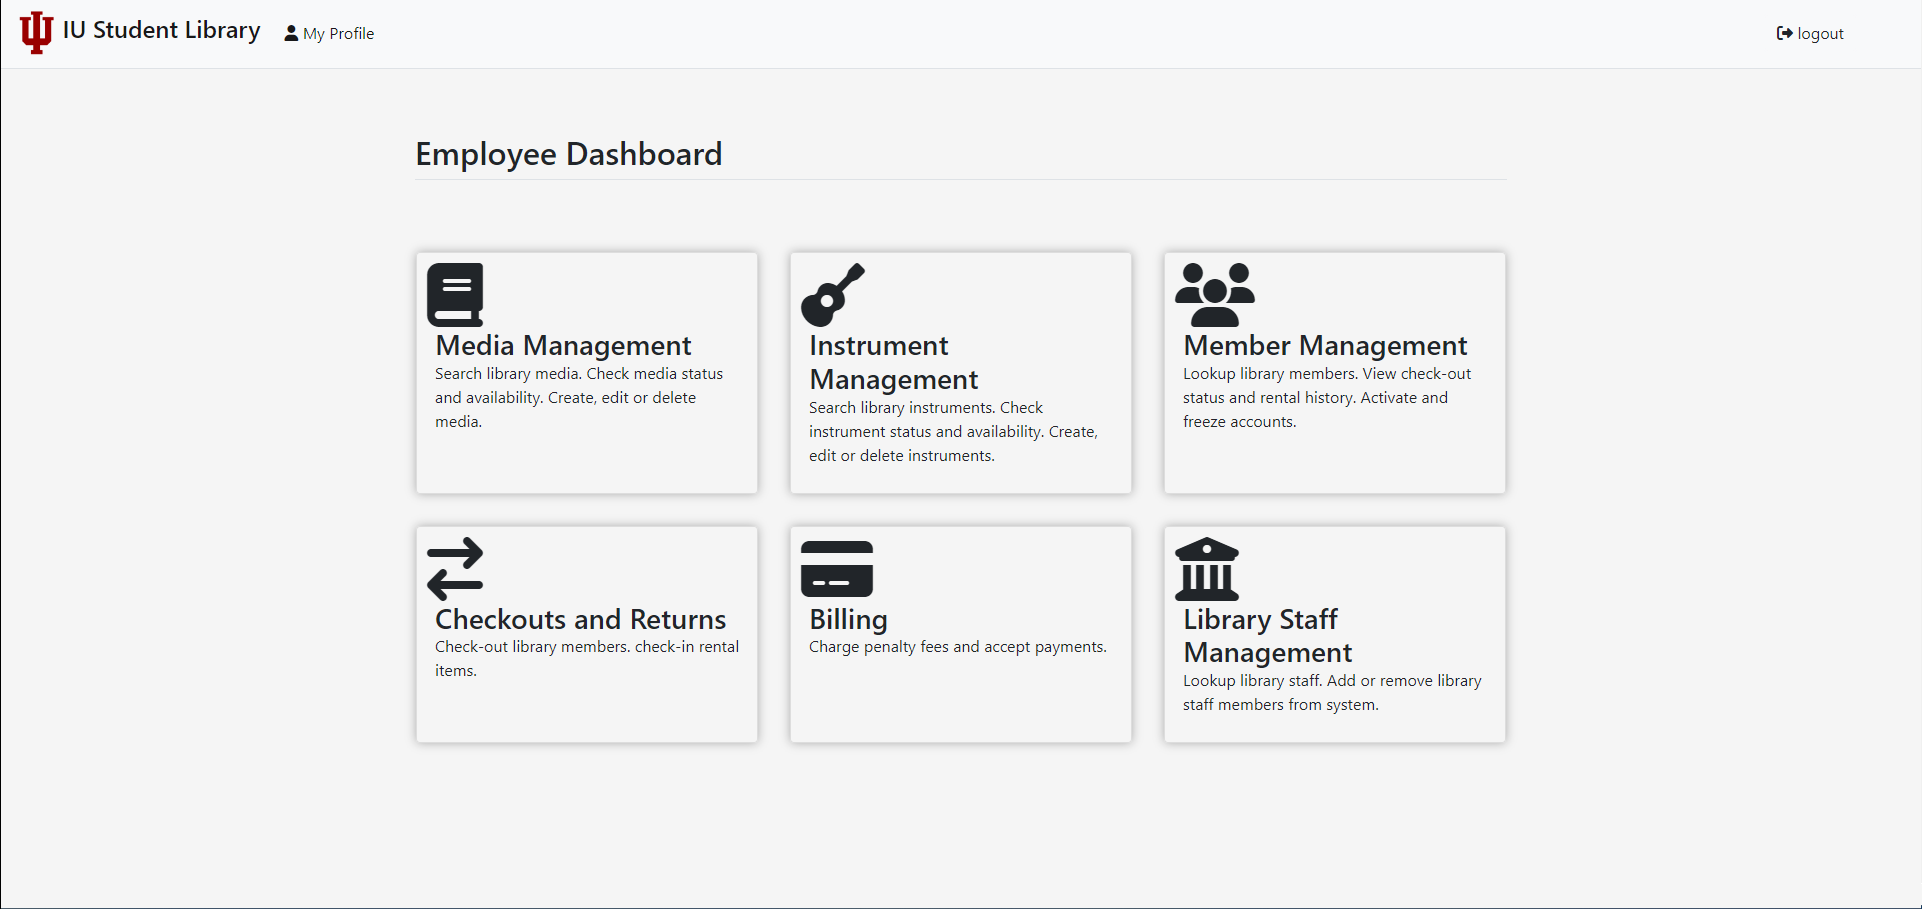 IU Student Library
My Profile
logout
Employee Dashboard
Media Management
Search library media. Check media status
and availability. Create, edit or delete
media.
Instrument
Management
Search library instruments. Check
instrument status and availability. Create,
edit or delete instruments.
Member Management
Lookup library members. View check-out
status and rental history. Activate and
freeze accounts.
Checkouts and Returns
Check-out library members. check-in rental
items.
Billing
Charge penalty fees and accept payments.
Library Staff
Management
Lookup library staff. Add or remove library
staff members from system.